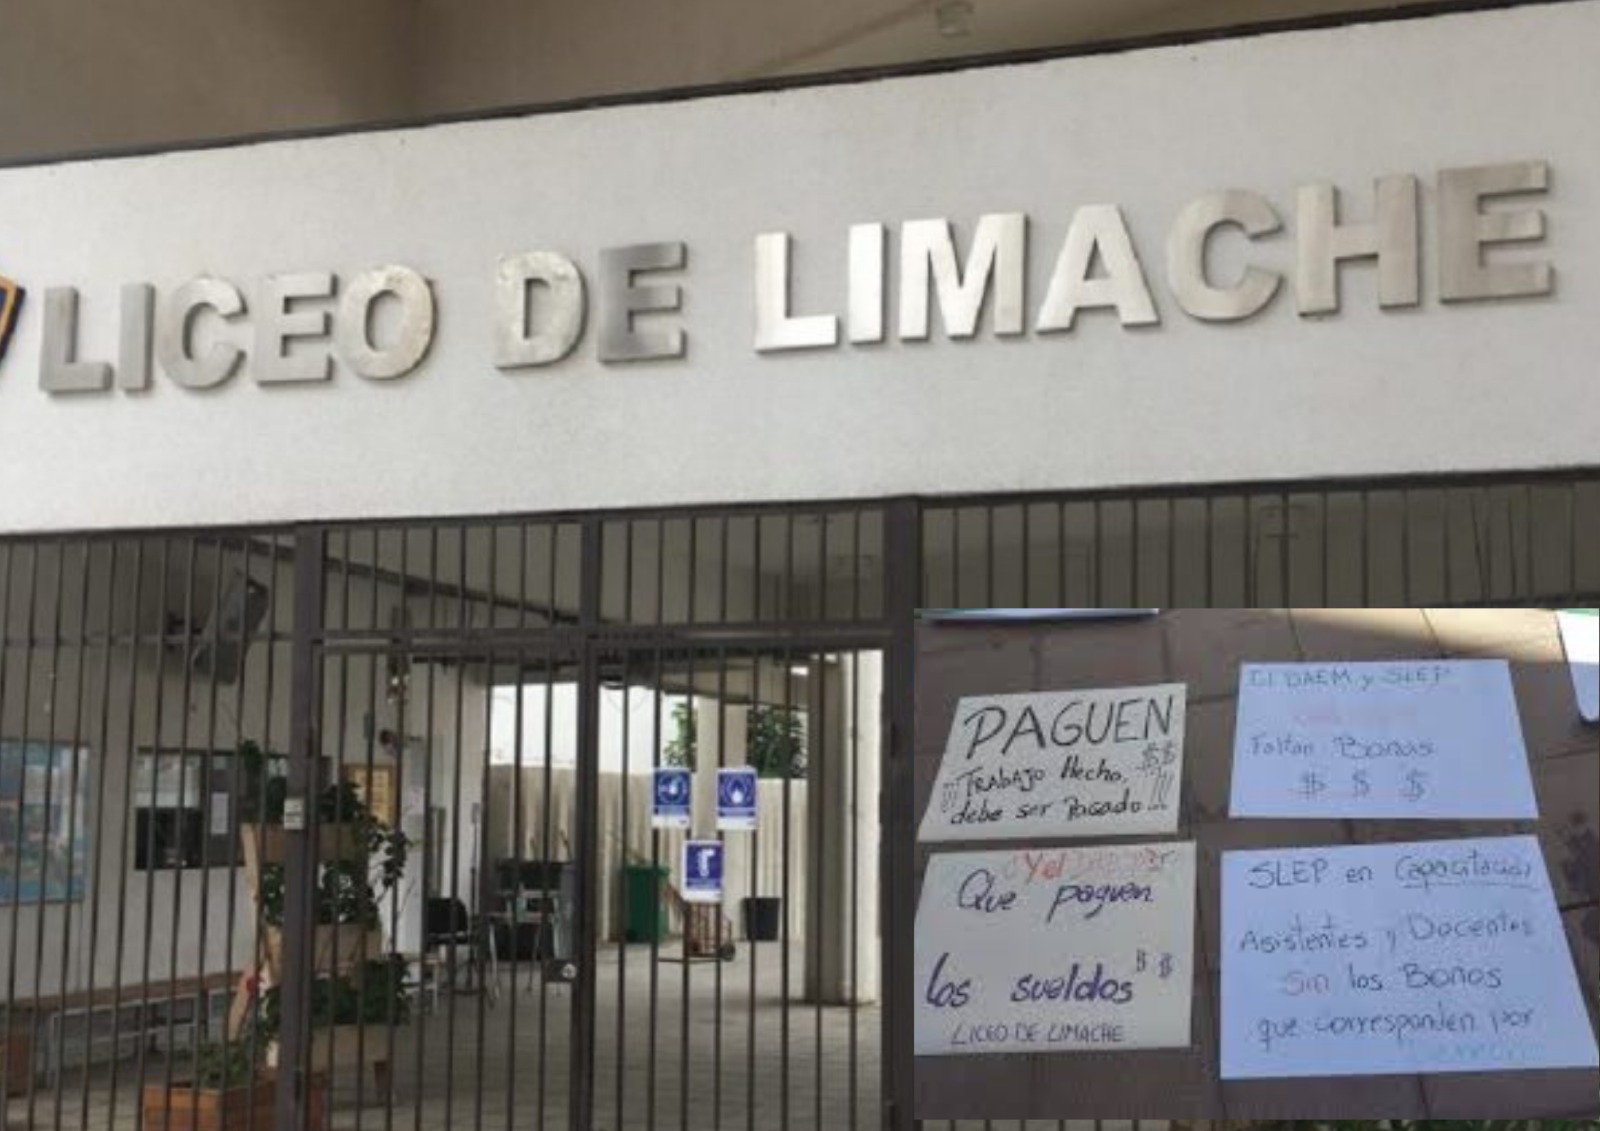 LICEO DE LIMACHE
PAGUEN
$$
¡¡¡TRABAJO Hecho,
debe ser Pagado...!!!
El DAEM y SLEP
Faltan Bonos
$ $ $
¿Y el
Que paguen
los sueldos $ $
LICEO DE LIMACHE
SLEP en Capacitación
Asistentes y Docentes
Sin los Bonos
que corresponden por